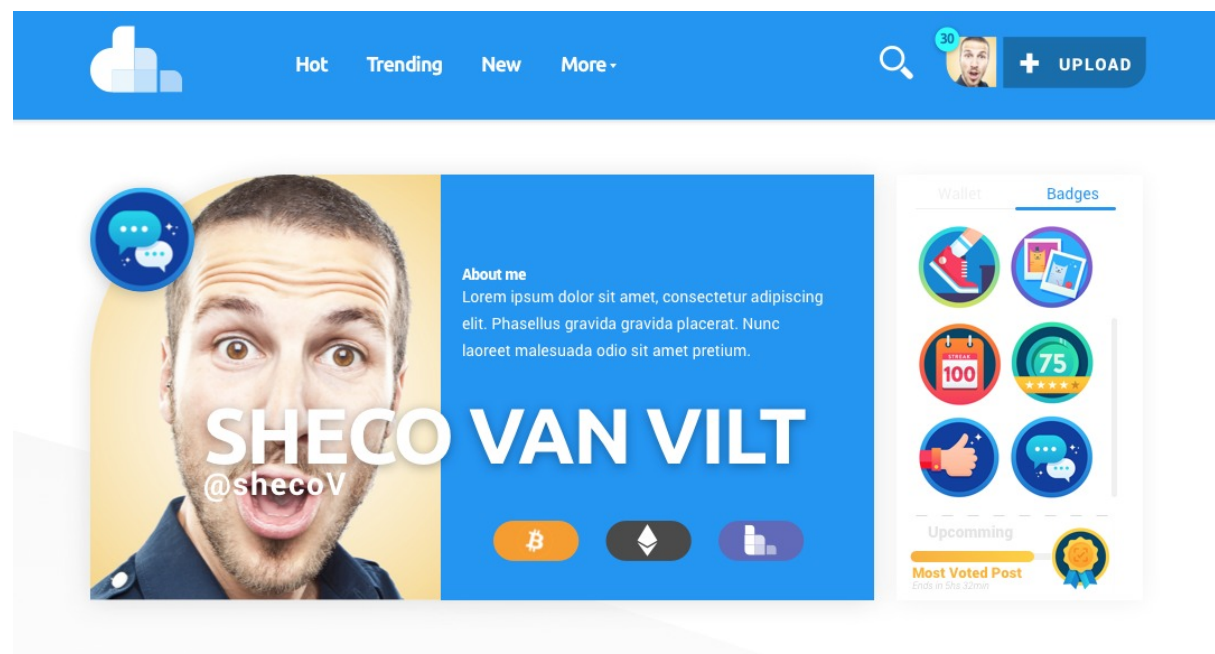 Hot
Trending
New
More
30
UPLOAD
About me
Lorem ipsum dolor sit amet, consectetur adipiscing
elit. Phasellus gravida gravida placerat. Nunc
laoreet malesuada odio sit amet pretium.
SHECO VAN VILT
@shecoV
Wallet
Badges
STREAK
100
75
Upcomming
Most Voted Post
Ends in 5hs 32min